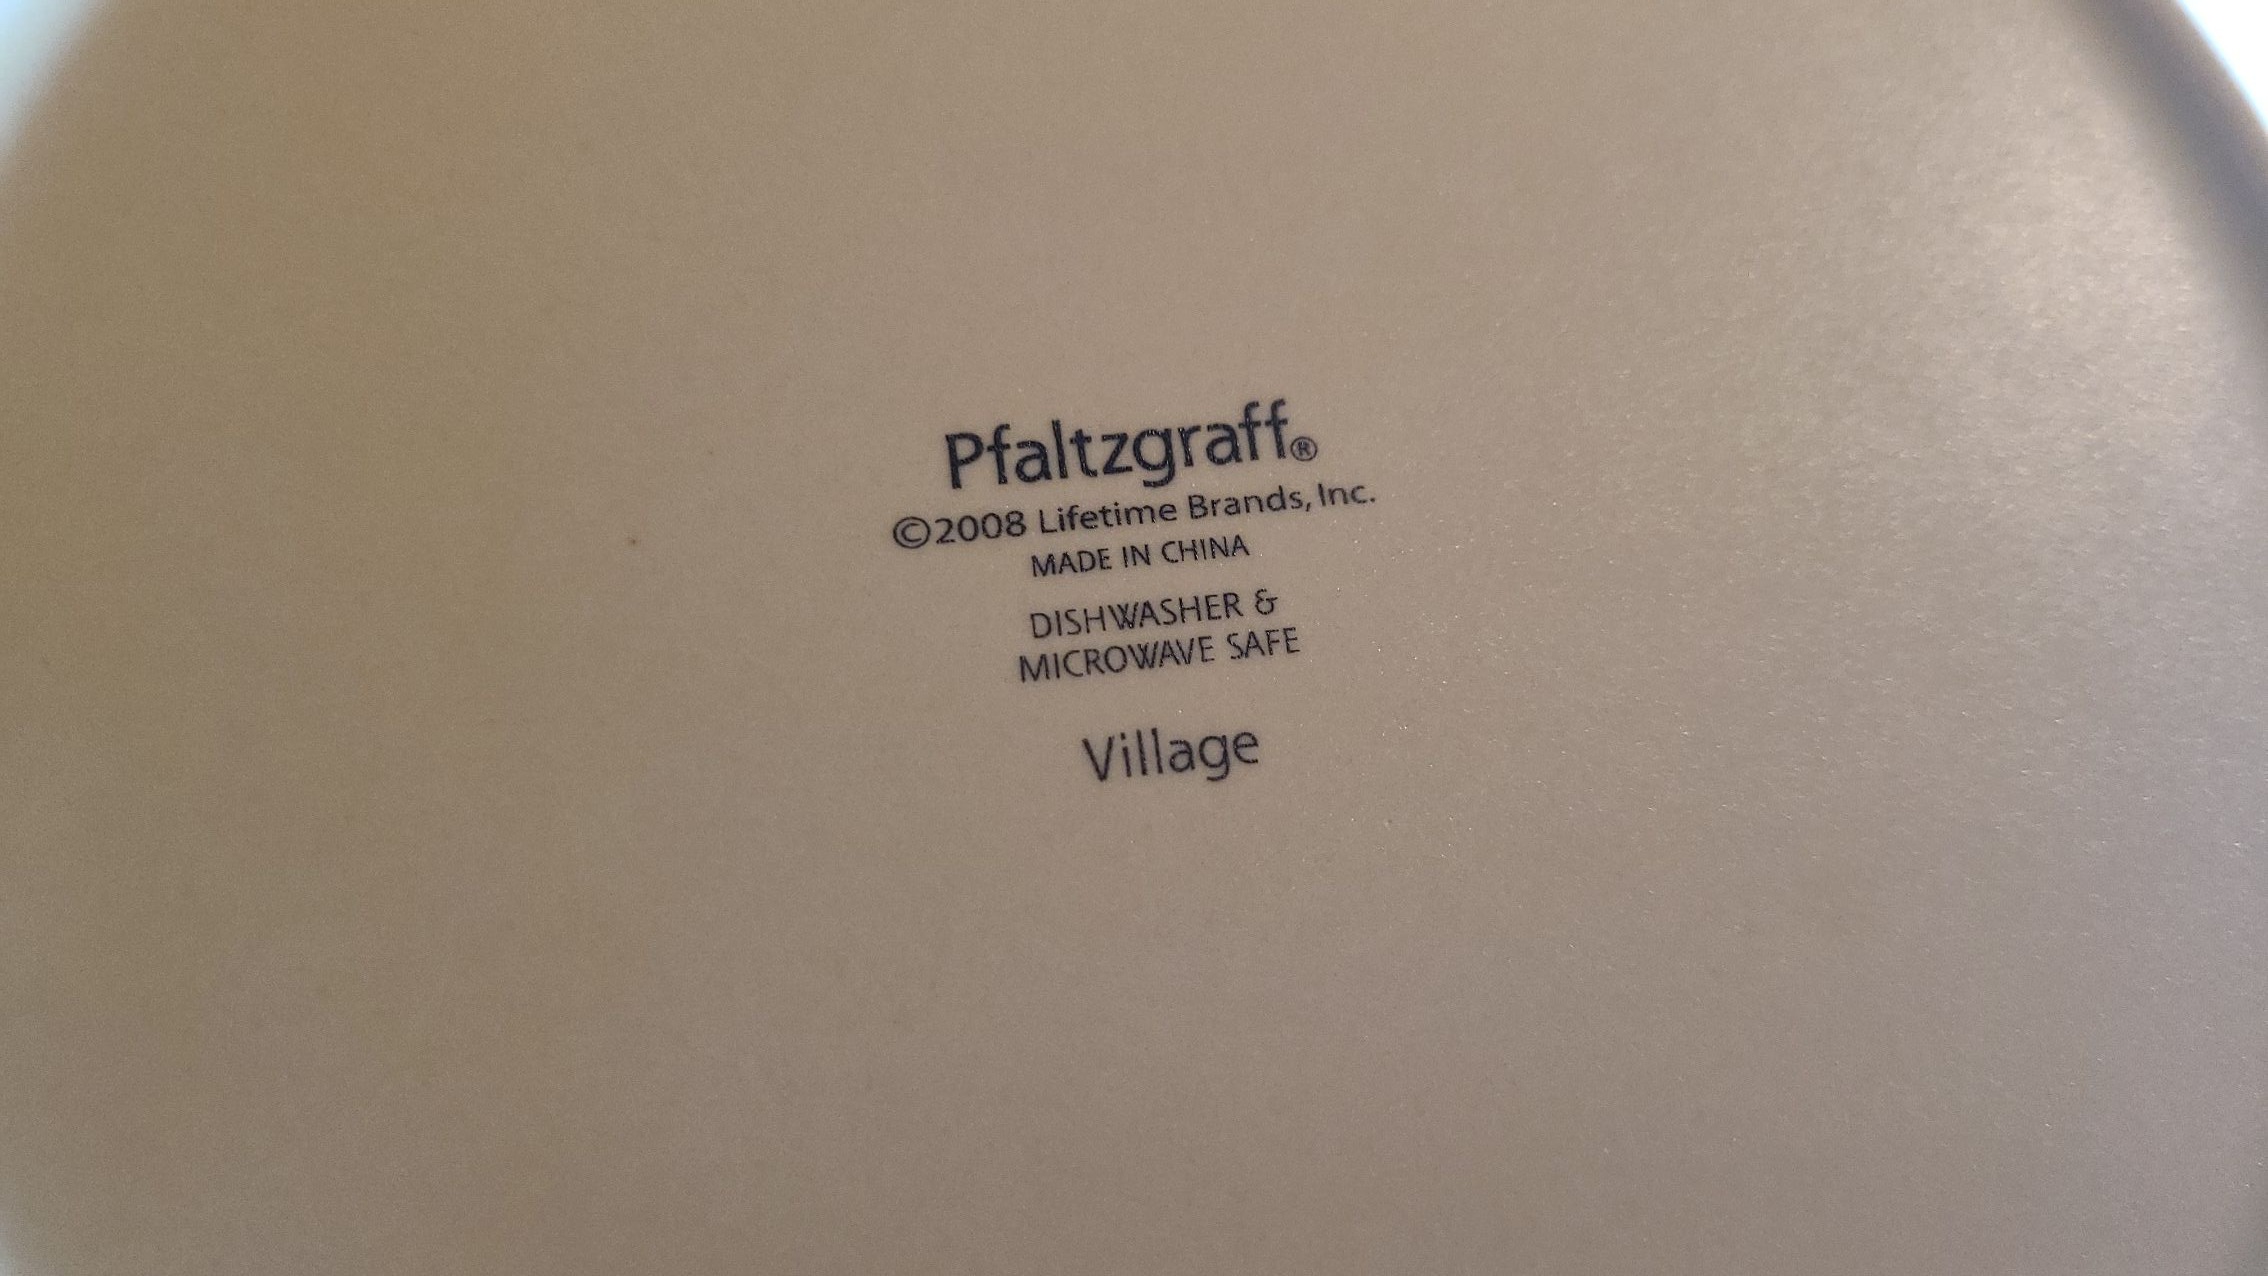 Pfaltzgraff®
©2008 Lifetime Brands, Inc.
MADE IN CHINA
DISHWASHER &
MICROWAVE SAFE
Village